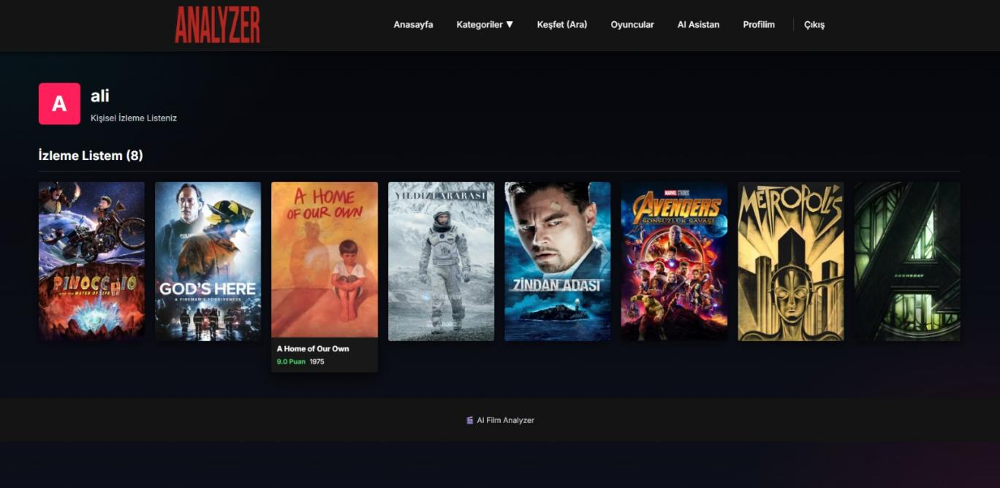 ANALYZER
Anasayfa Kategoriler ▼ Keşfet (Ara) Oyuncular AI Asistan Profilim Çıkış
A
ali
Kişisel İzleme Listeniz
İzleme Listem (8)
PINOCCHIO
and the WATER OF LIFE
POLICE
GOD'S HERE
A FIREMAN'S FORGIVENESS
A HOME
OF OUR OWN
A Home of Our Own
9.0 Puan 1975
YILDIZLARARASI
ZİNDAN ADASI
MARVEL STUDIOS
AVENGERS
SONSUZLUK SAVAŞI
METROPOLIS
DOOMSDAY
AI Film Analyzer